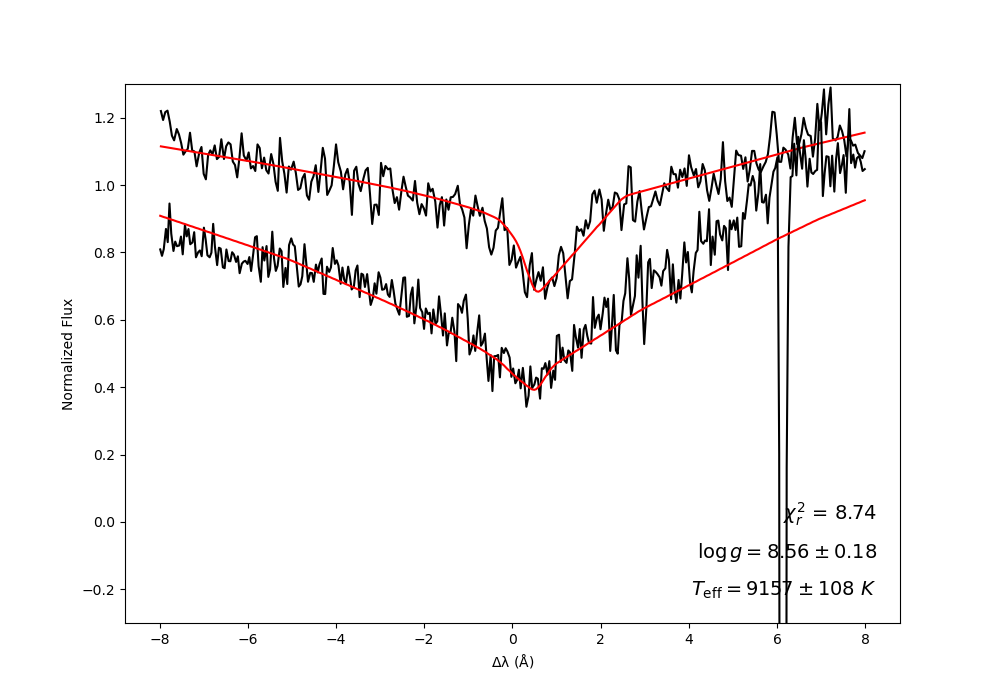 1.2
1.0
0.8
0.6
0.4
0.2
0.0
−0.2
Normalized Flux
χ²ᵣ = 8.74
log g = 8.56 ± 0.18
T_eff = 9157 ± 108 K
−8 −6 −4 −2 0 2 4 6 8
Δλ (Å)